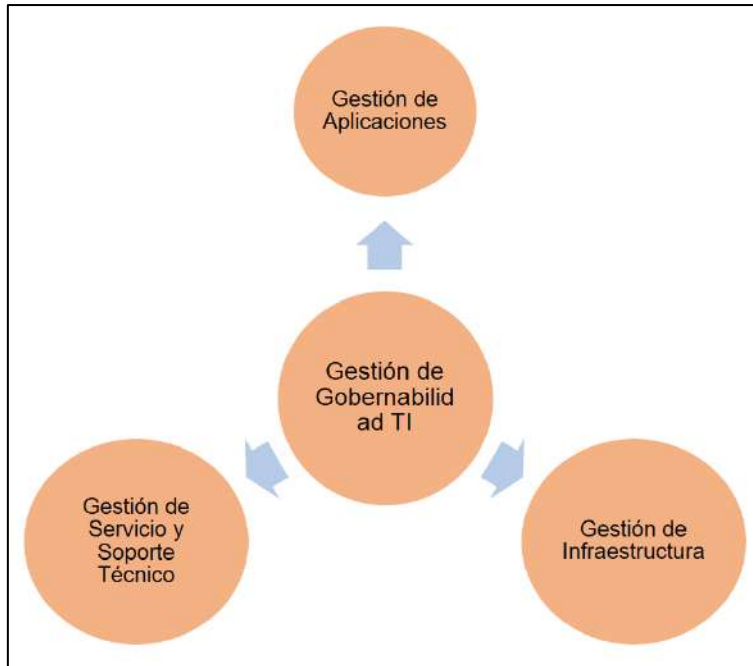 Gestión de
Aplicaciones
Gestión de
Gobernabilid
ad TI
Gestión de
Servicio y
Soporte
Técnico
Gestión de
Infraestructura